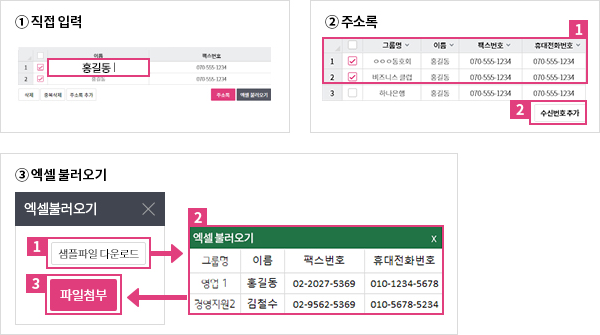 ① 직접 입력
이름 팩스번호
1 홍길동 070-555-1234
2 홍길동 070-555-1234
삭제 중복삭제 주소록 추가 주소록 엑셀 불러오기
② 주소록
1
그룹명 이름 팩스번호 휴대전화번호
1 ㅇㅇㅇ동호회 홍길동 070-555-1234 070-555-1234
2 비즈니스 클럽 홍길동 070-555-1234 070-555-1234
3 하나은행 홍길동 070-555-1234 070-555-1234
2 수신번호 추가
③ 엑셀 불러오기
엑셀불러오기
1 샘플파일 다운로드
3 파일첨부
2
엑셀 불러오기 X
그룹명 이름 팩스번호 휴대전화번호
영업 1 홍길동 02-2027-5369 010-1234-5678
경영지원2 김철수 02-9562-5369 010-5678-5234